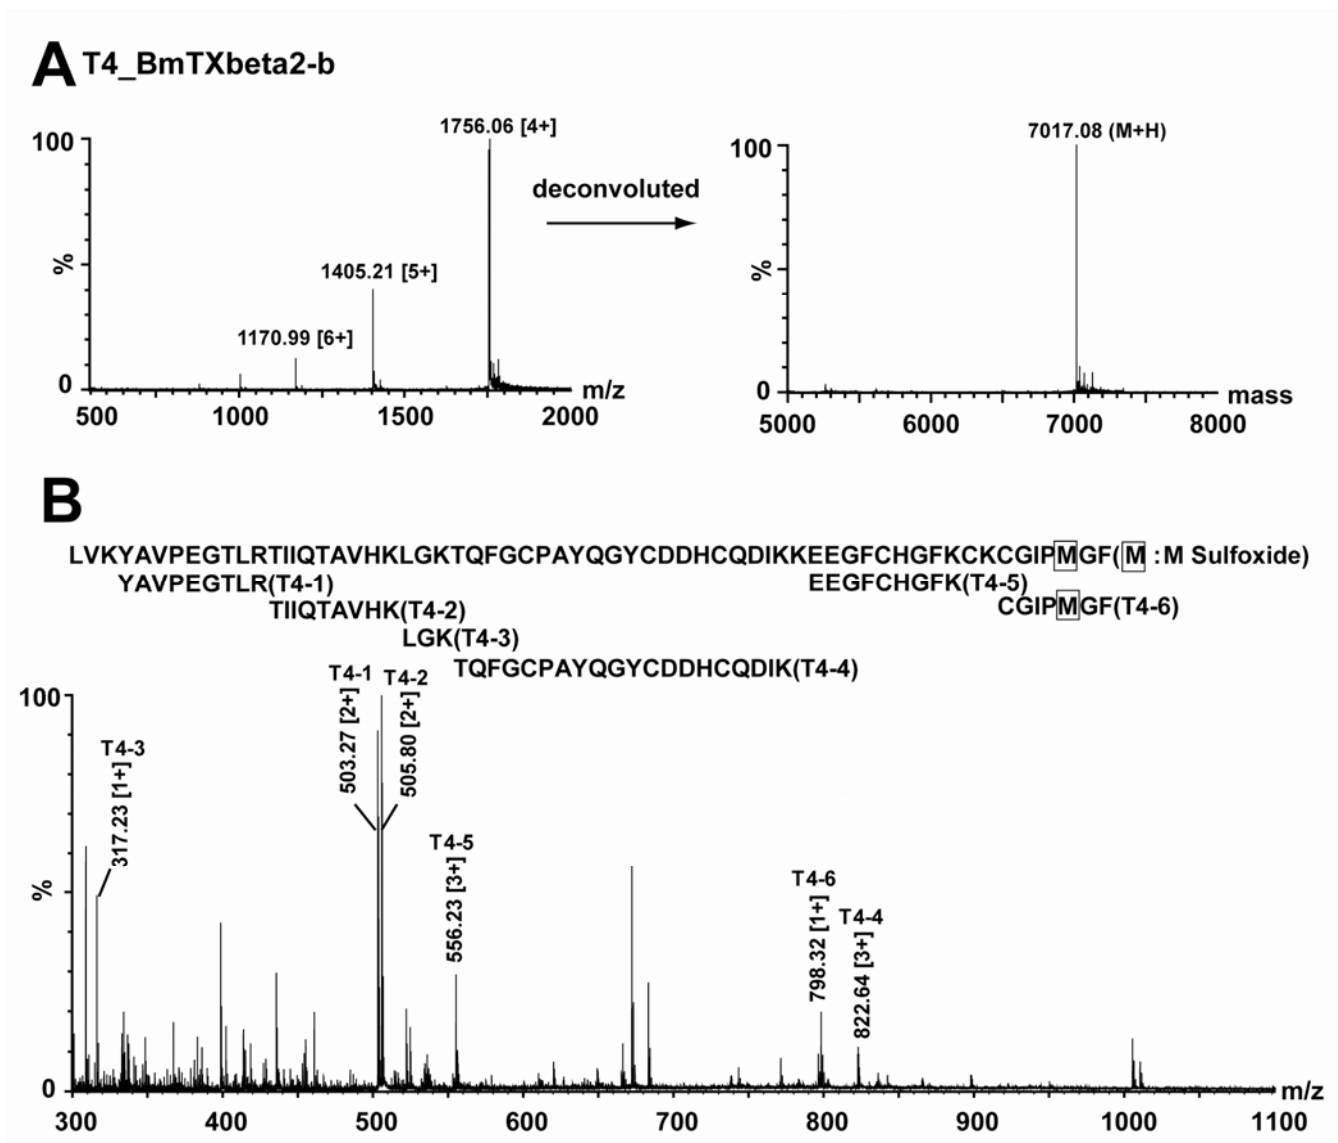 A T4_BmTXbeta2-b
1756.06 [4+]
7017.08 (M+H)
100
100
deconvoluted
%
1405.21 [5+]
%
1170.99 [6+]
0
m/z
0
mass
500 1000 1500 2000
5000 6000 7000 8000
B
LVKYAVPEGTLRTIIQTAVHKLGKTQFGCPAYQGYCDDHCQDIKKEEGFCHGFKCKCGIPMGF( M :M Sulfoxide)
YAVPEGTLR(T4-1)
EEGFCHGFK(T4-5)
TIIQTAVHK(T4-2)
CGIPMGF(T4-6)
LGK(T4-3)
TQFGCPAYQGYCDDHCQDIK(T4-4)
T4-1
T4-2
100
503.27 [2+]
505.80 [2+]
T4-3
317.23 [1+]
T4-5
556.23 [3+]
T4-6
798.32 [1+]
T4-4
822.64 [3+]
%
0
m/z
300 400 500 600 700 800 900 1000 1100